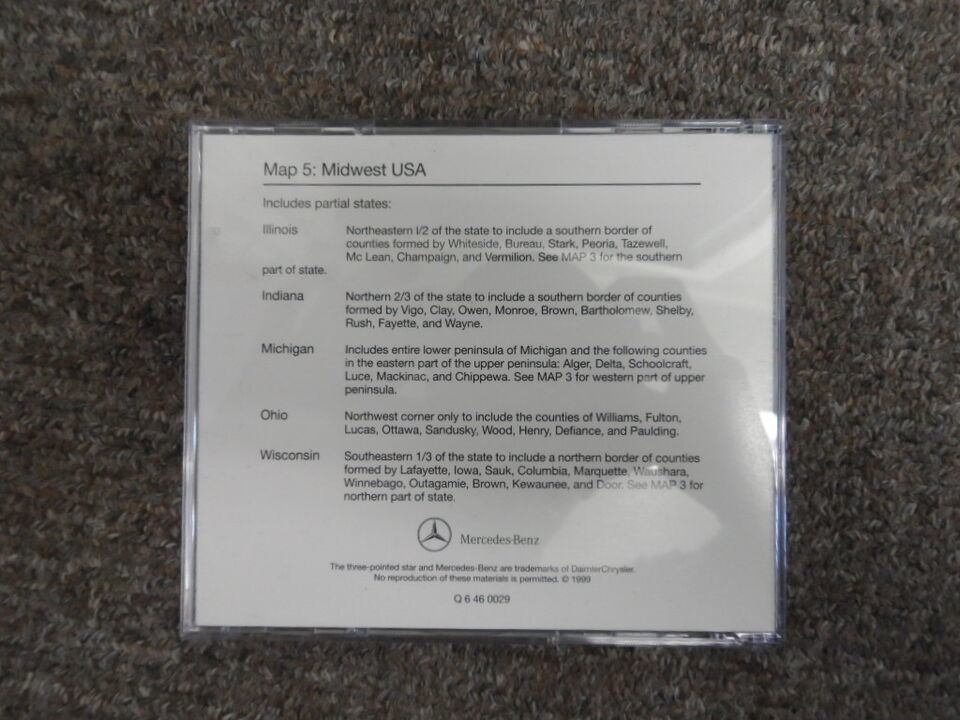 Map 5: Midwest USA
Includes partial states:
Illinois Northeastern I/2 of the state to include a southern border of
counties formed by Whiteside, Bureau, Stark, Peoria, Tazewell,
Mc Lean, Champaign, and Vermilion. See MAP 3 for the southern
part of state.
Indiana Northern 2/3 of the state to include a southern border of counties
formed by Vigo, Clay, Owen, Monroe, Brown, Bartholomew, Shelby,
Rush, Fayette, and Wayne.
Michigan Includes entire lower peninsula of Michigan and the following counties
in the eastern part of the upper peninsula: Alger, Delta, Schoolcraft,
Luce, Mackinac, and Chippewa. See MAP 3 for western part of upper
peninsula.
Ohio Northwest corner only to include the counties of Williams, Fulton,
Lucas, Ottawa, Sandusky, Wood, Henry, Defiance, and Paulding.
Wisconsin Southeastern 1/3 of the state to include a northern border of counties
formed by Lafayette, Iowa, Sauk, Columbia, Marquette, Waushara,
Winnebago, Outagamie, Brown, Kewaunee, and Door. See MAP 3 for
northern part of state.
Mercedes-Benz
The three-pointed star and Mercedes-Benz are trademarks of DaimlerChrysler.
No reproduction of these materials is permitted. © 1999
Q 6 46 0029